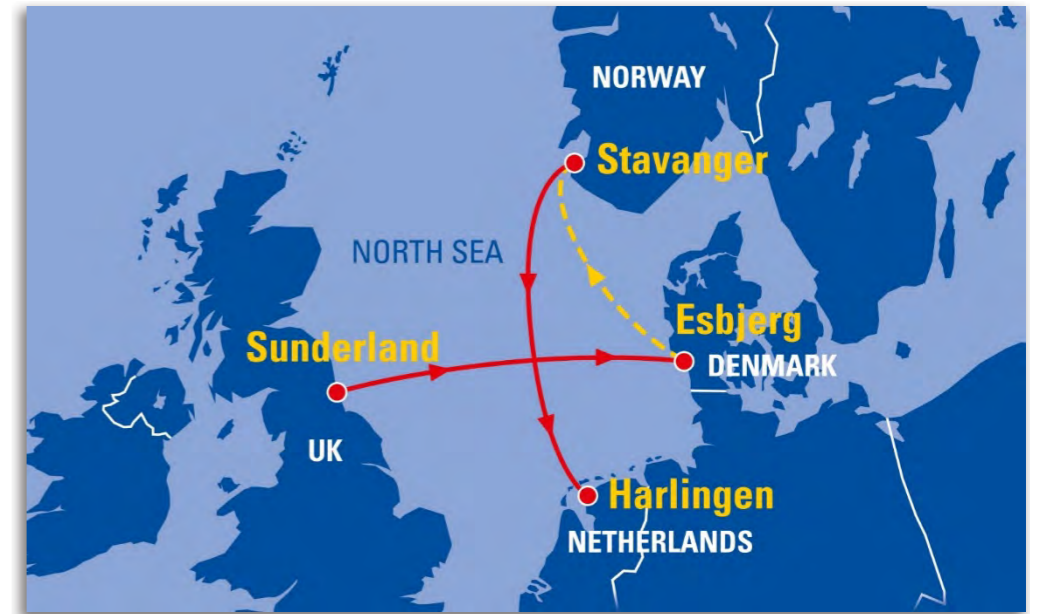 NORWAY
Stavanger
NORTH SEA
Esbjerg
Sunderland
DENMARK
UK
Harlingen
NETHERLANDS